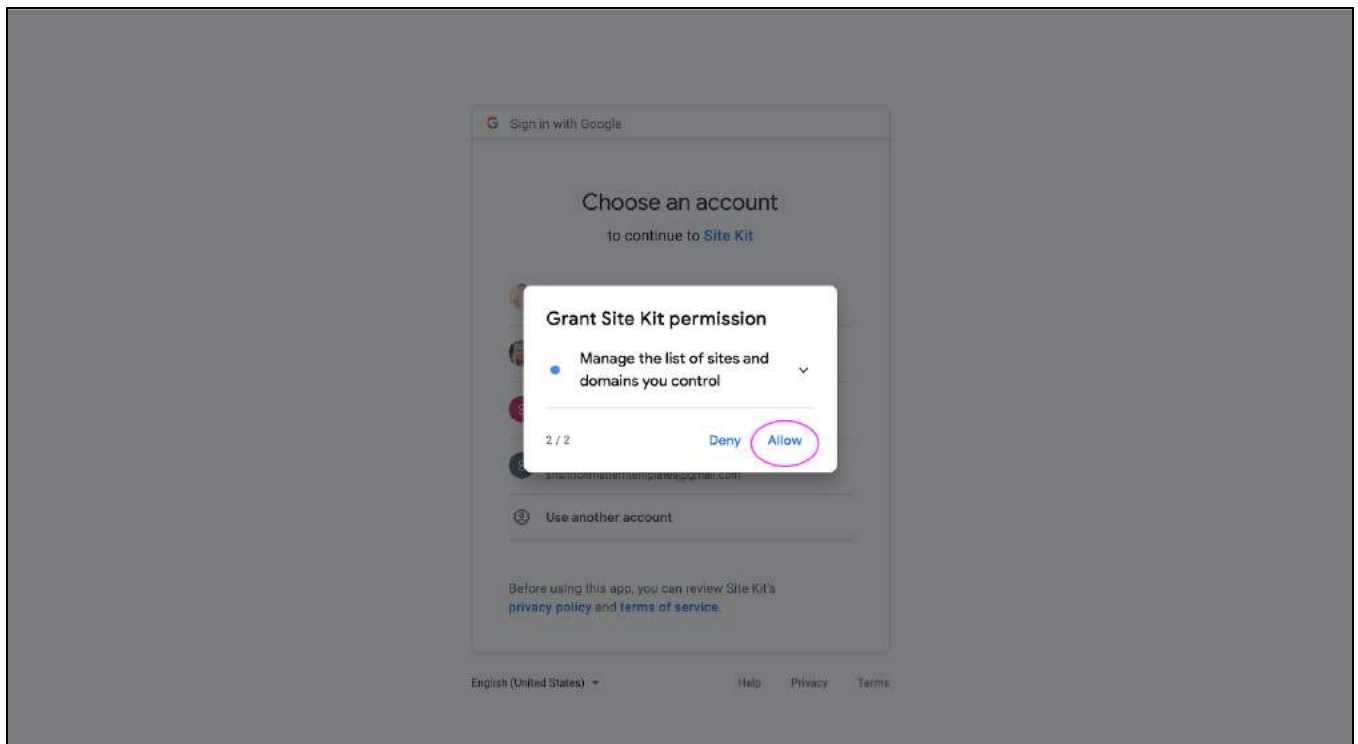 Sign in with Google
Choose an account
to continue to Site Kit
Grant Site Kit permission
Manage the list of sites and
domains you control
2 / 2
Deny Allow
Use another account
Before using this app, you can review Site Kit's
privacy policy and terms of service.
English (United States) Help Privacy Terms